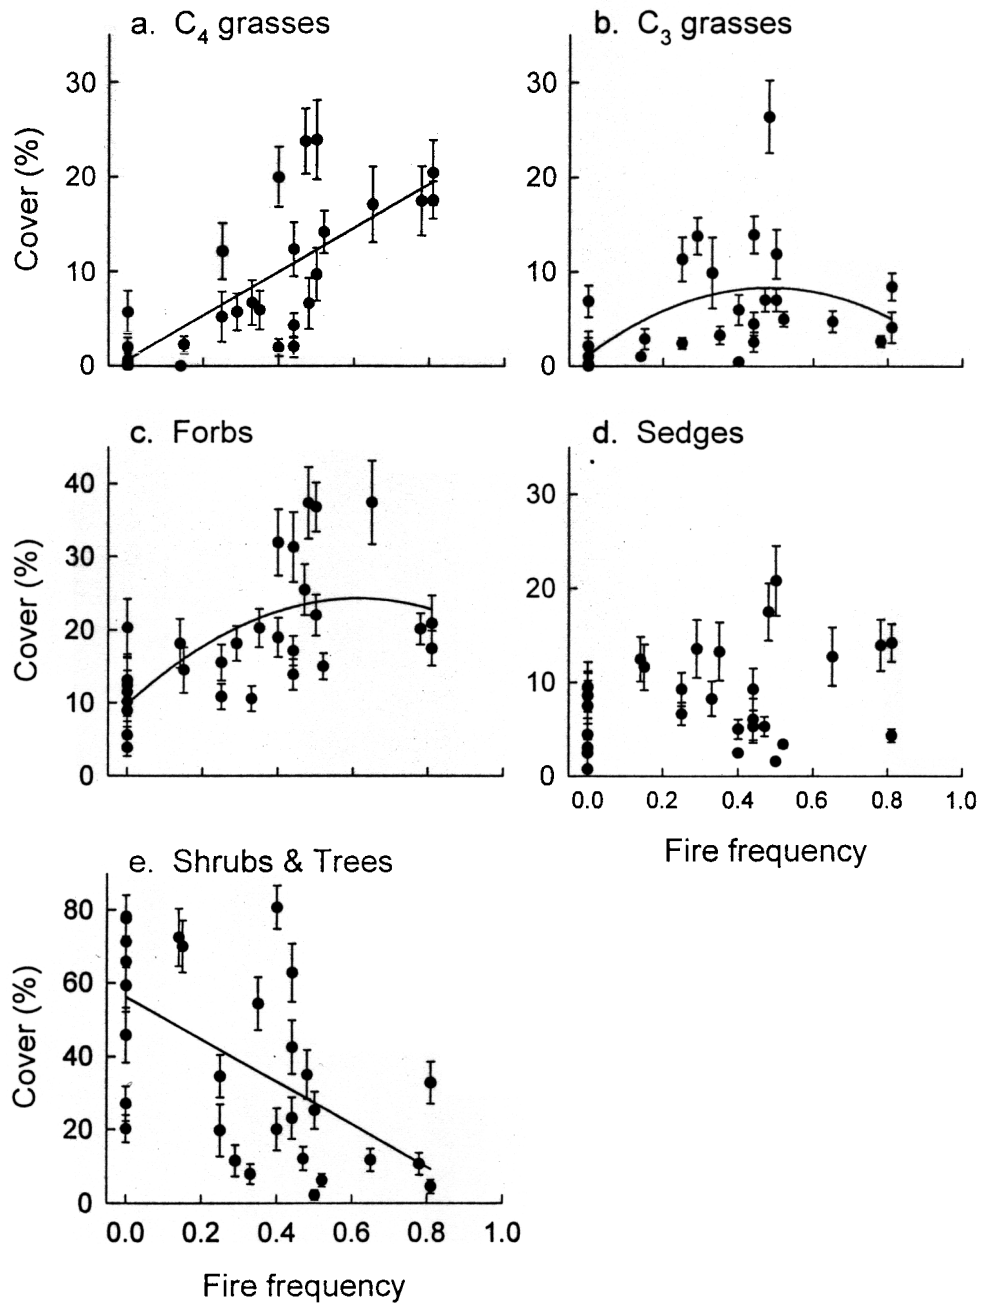 a. C4 grasses
b. C3 grasses
Cover (%)
30
20
10
0
30
20
10
0
c. Forbs
d. Sedges
Cover (%)
40
30
20
10
0
30
20
10
0
0.0 0.2 0.4 0.6 0.8 1.0
Fire frequency
e. Shrubs & Trees
Cover (%)
80
60
40
20
0
0.0 0.2 0.4 0.6 0.8 1.0
Fire frequency